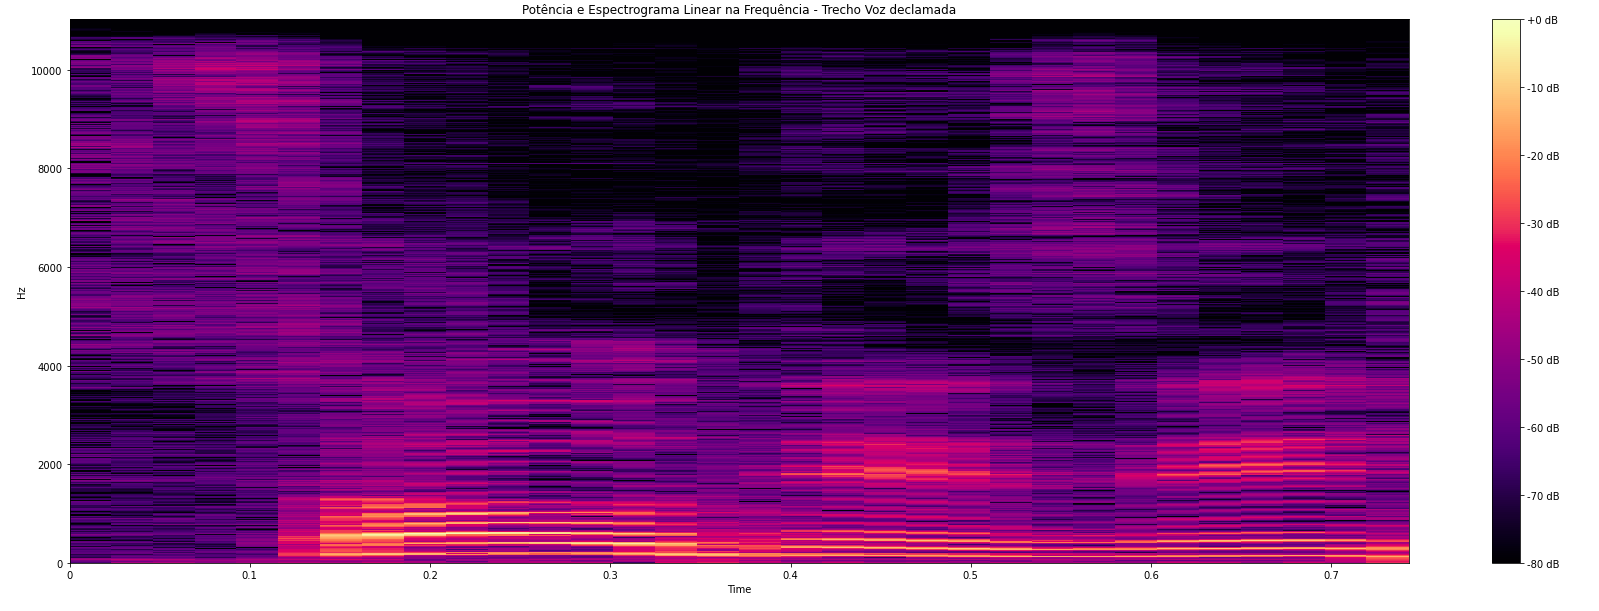 Potência e Espectrograma Linear na Frequência - Trecho Voz declamada
Hz
10000
8000
6000
4000
2000
0
0 0.1 0.2 0.3 0.4 0.5 0.6 0.7
Time
+0 dB
-10 dB
-20 dB
-30 dB
-40 dB
-50 dB
-60 dB
-70 dB
-80 dB